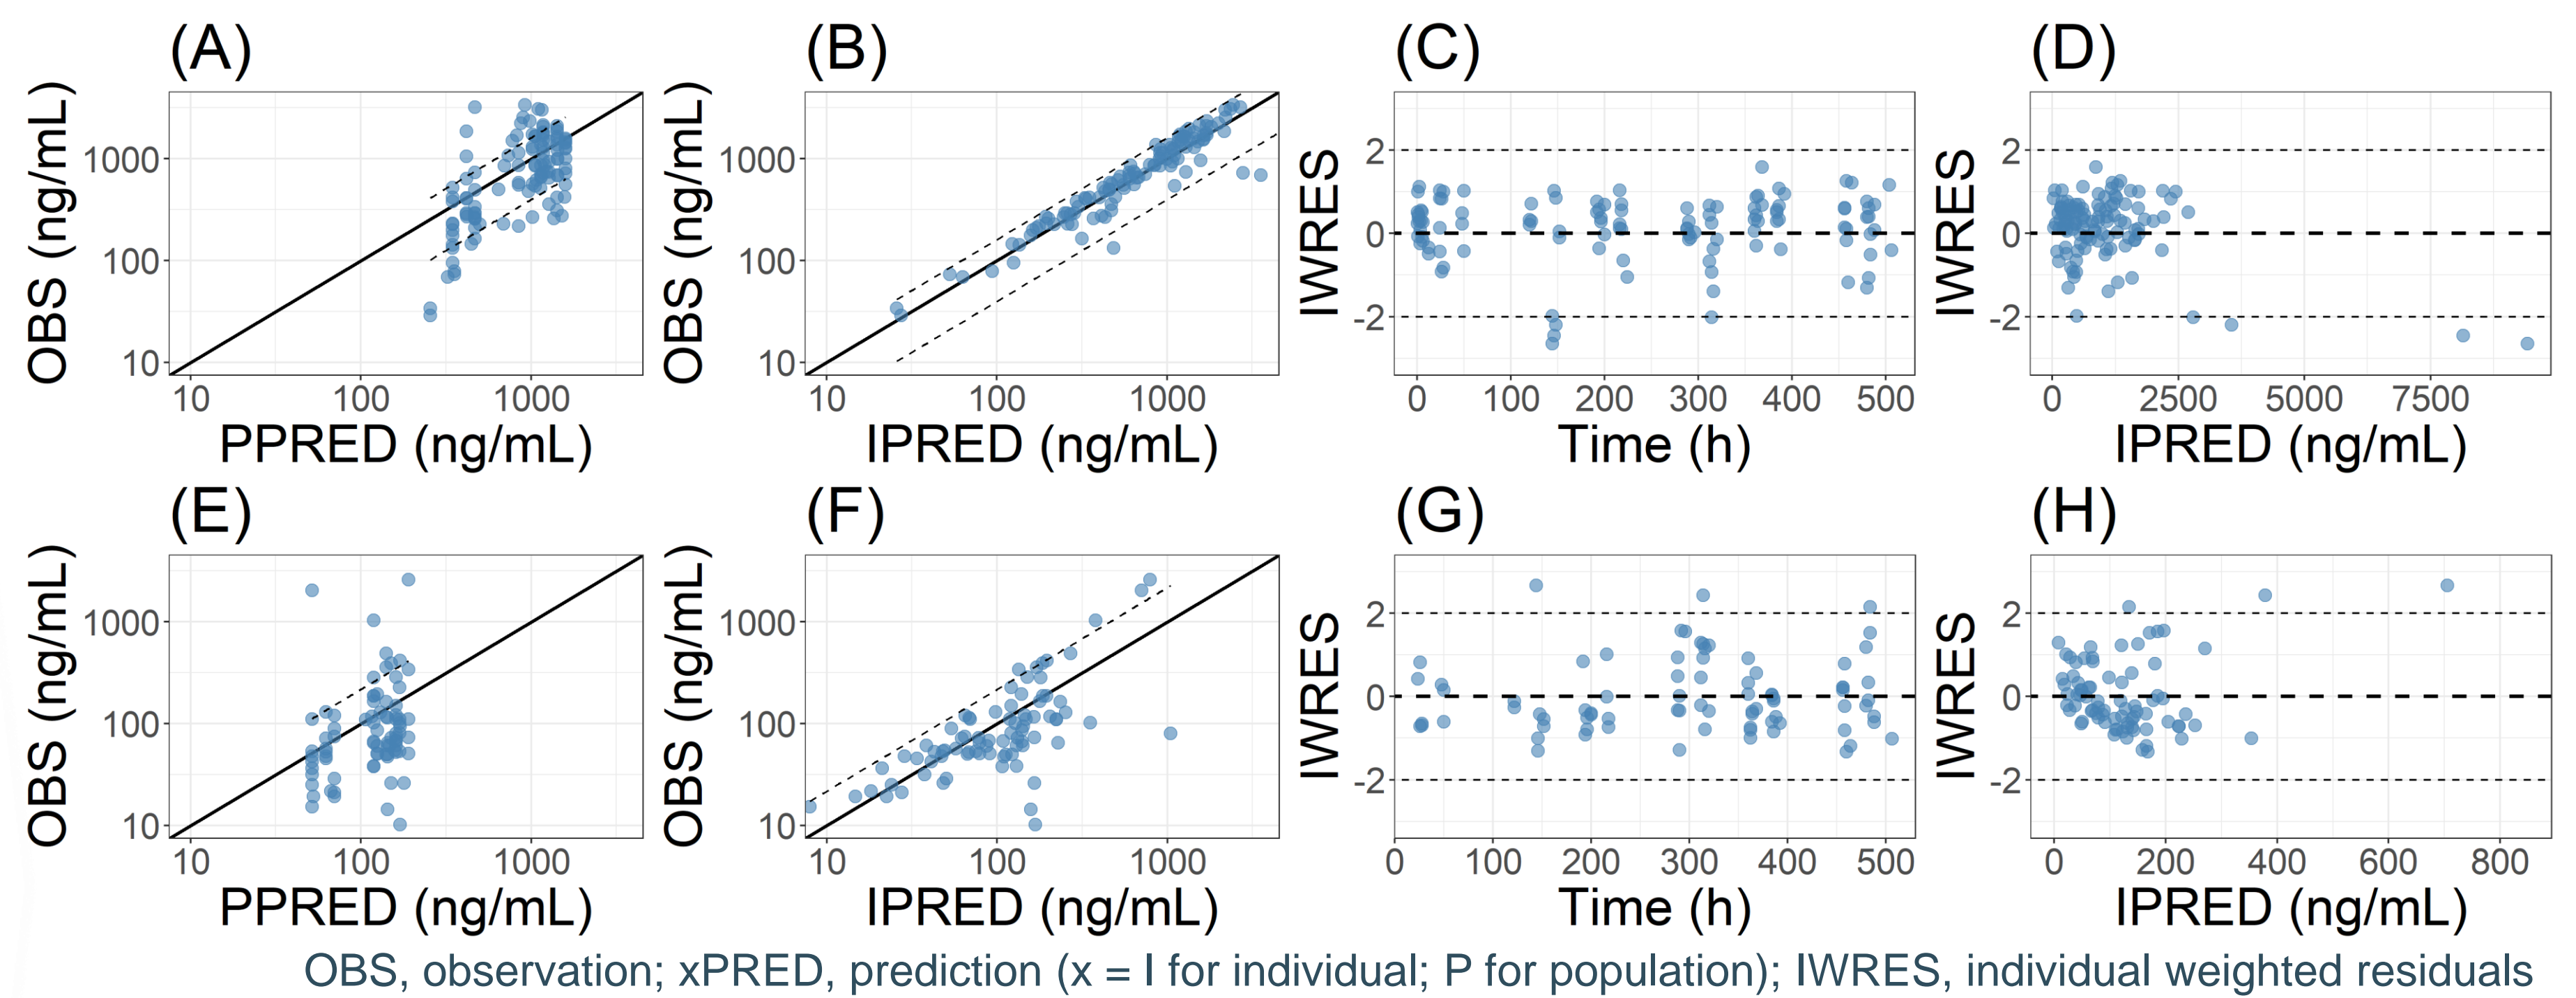 (A)
OBS (ng/mL)
1000
100
10
10 100 1000
PPRED (ng/mL)
(B)
OBS (ng/mL)
1000
100
10
10 100 1000
IPRED (ng/mL)
(C)
IWRES
2
0
-2
0 100 200 300 400 500
Time (h)
(D)
IWRES
2
0
-2
0 2500 5000 7500
IPRED (ng/mL)
(E)
OBS (ng/mL)
1000
100
10
10 100 1000
PPRED (ng/mL)
(F)
OBS (ng/mL)
1000
100
10
10 100 1000
IPRED (ng/mL)
(G)
IWRES
2
0
-2
0 100 200 300 400 500
Time (h)
(H)
IWRES
2
0
-2
0 200 400 600 800
IPRED (ng/mL)
OBS, observation; xPRED, prediction (x = I for individual; P for population); IWRES, individual weighted residuals